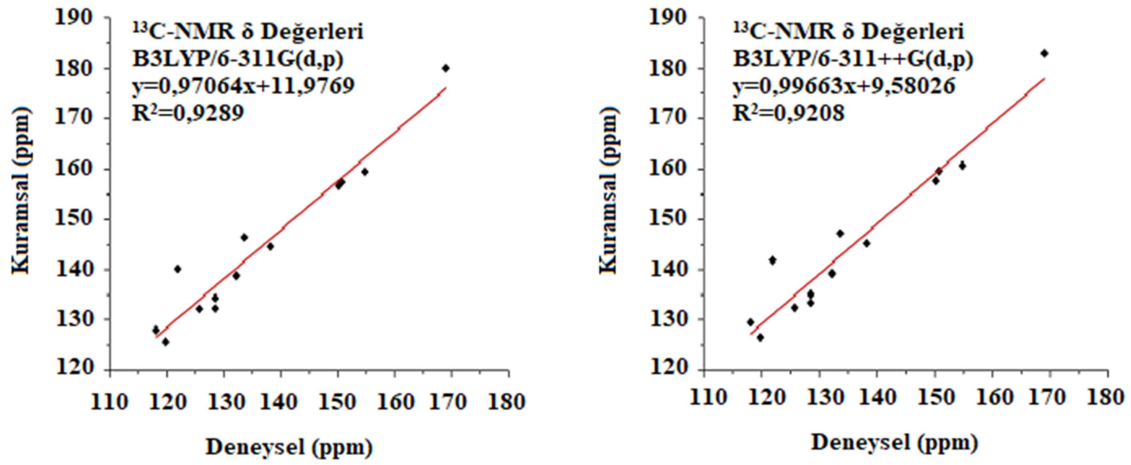 ¹³C-NMR δ Değerleri
B3LYP/6-311G(d,p)
y=0,97064x+11,9769
R²=0,9289
Kuramsal (ppm)
190
180
170
160
150
140
130
120
110 120 130 140 150 160 170 180
Deneysel (ppm)
¹³C-NMR δ Değerleri
B3LYP/6-311++G(d,p)
y=0,99663x+9,58026
R²=0,9208
Kuramsal (ppm)
190
180
170
160
150
140
130
120
110 120 130 140 150 160 170 180
Deneysel (ppm)